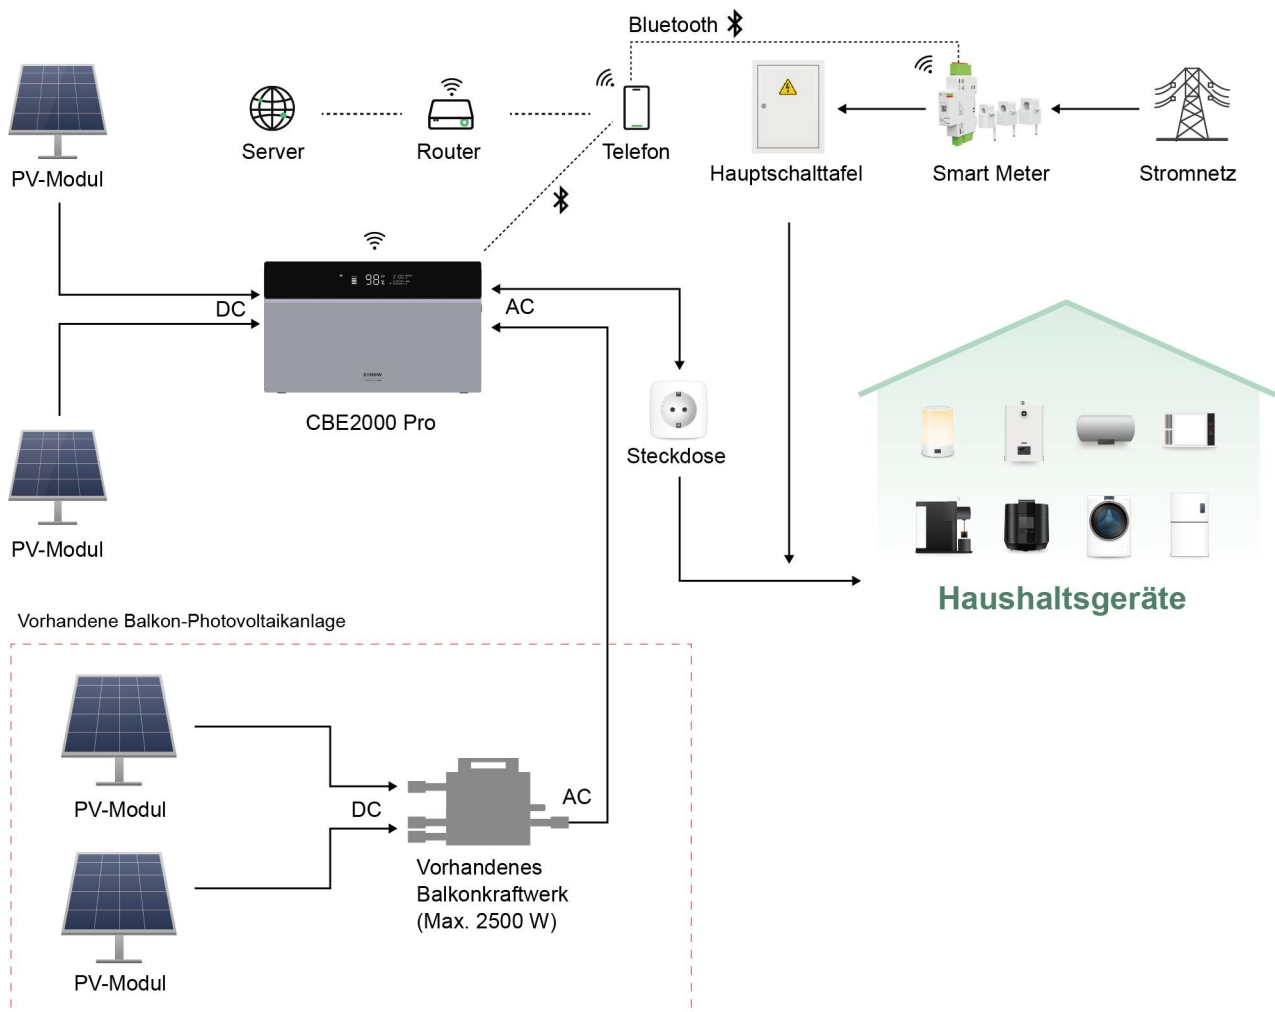 Bluetooth
Server
Router
Telefon
Hauptschalttafel
Smart Meter
Stromnetz
PV-Modul
DC
AC
98%
CBE2000 Pro
Steckdose
PV-Modul
Haushaltsgeräte
Vorhandene Balkon-Photovoltaikanlage
PV-Modul
DC
AC
Vorhandenes
Balkonkraftwerk
(Max. 2500 W)
PV-Modul